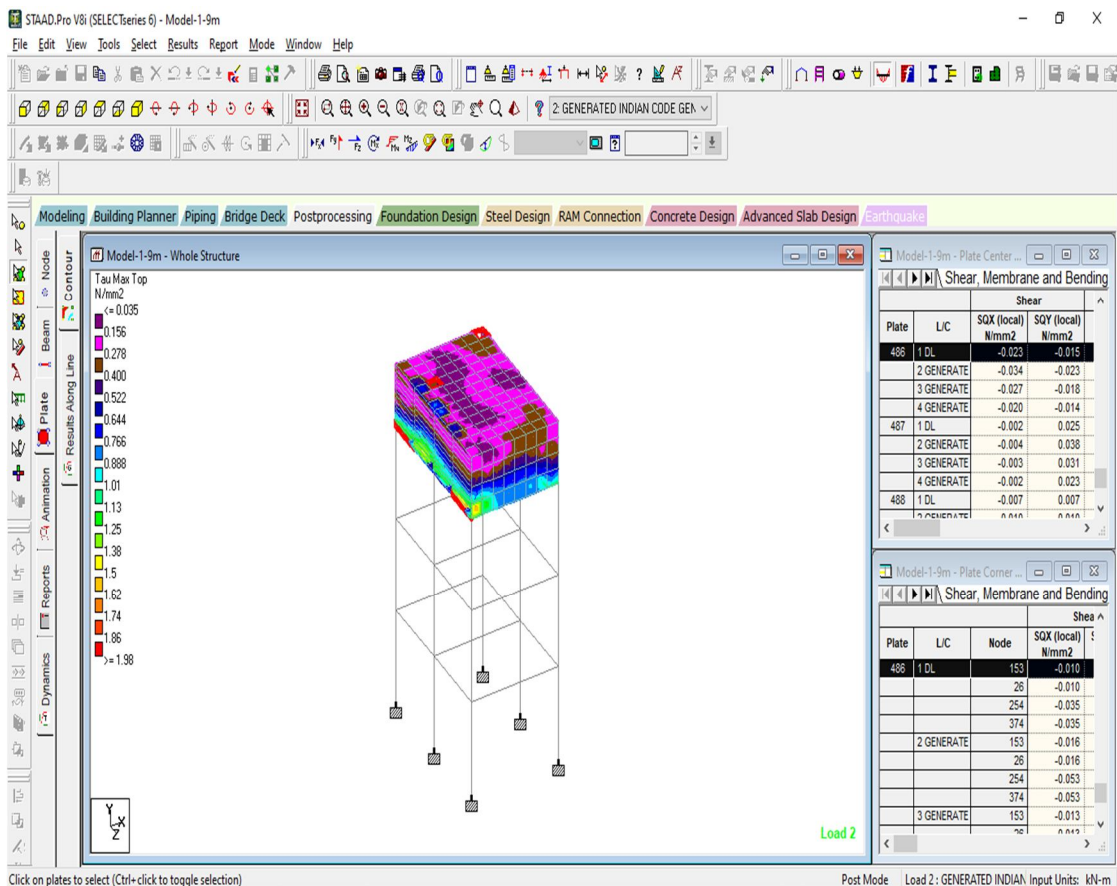 STAAD.Pro V8i (SELECTseries 6) - Model-1-9m
File Edit View Tools Select Results Report Mode Window Help
2: GENERATED INDIAN CODE GEN
Modeling Building Planner Piping Bridge Deck Postprocessing Foundation Design Steel Design RAM Connection Concrete Design Advanced Slab Design Earthquake
Node
Beam
Plate
Animation
Reports
Dynamics
Contour
Results Along Line
Model-1-9m - Whole Structure
Tau Max Top
N/mm2
<= 0.035
0.156
0.278
0.400
0.522
0.644
0.766
0.888
1.01
1.13
1.25
1.38
1.5
1.62
1.74
1.86
>= 1.98
Y
X
Z
Load 2
Model-1-9m - Plate Center ...
Shear, Membrane and Bending
Shear
Plate L/C SQX (local) N/mm2 SQY (local) N/mm2
486 1 DL -0.023 -0.015
2 GENERATE -0.034 -0.023
3 GENERATE -0.027 -0.018
4 GENERATE -0.020 -0.014
487 1 DL -0.002 0.025
2 GENERATE -0.004 0.038
3 GENERATE -0.003 0.031
4 GENERATE -0.002 0.023
488 1 DL -0.007 0.007
2 GENERATE -0.010 0.010
Model-1-9m - Plate Corner ...
Shear, Membrane and Bending
Shea
Plate L/C Node SQX (local) N/mm2
486 1 DL 153 -0.010
26 -0.010
254 -0.035
374 -0.035
2 GENERATE 153 -0.016
26 -0.016
254 -0.053
374 -0.053
3 GENERATE 153 -0.013
26 -0.013
Click on plates to select (Ctrl+click to toggle selection)
Post Mode Load 2 : GENERATED INDIAN Input Units: kN-m